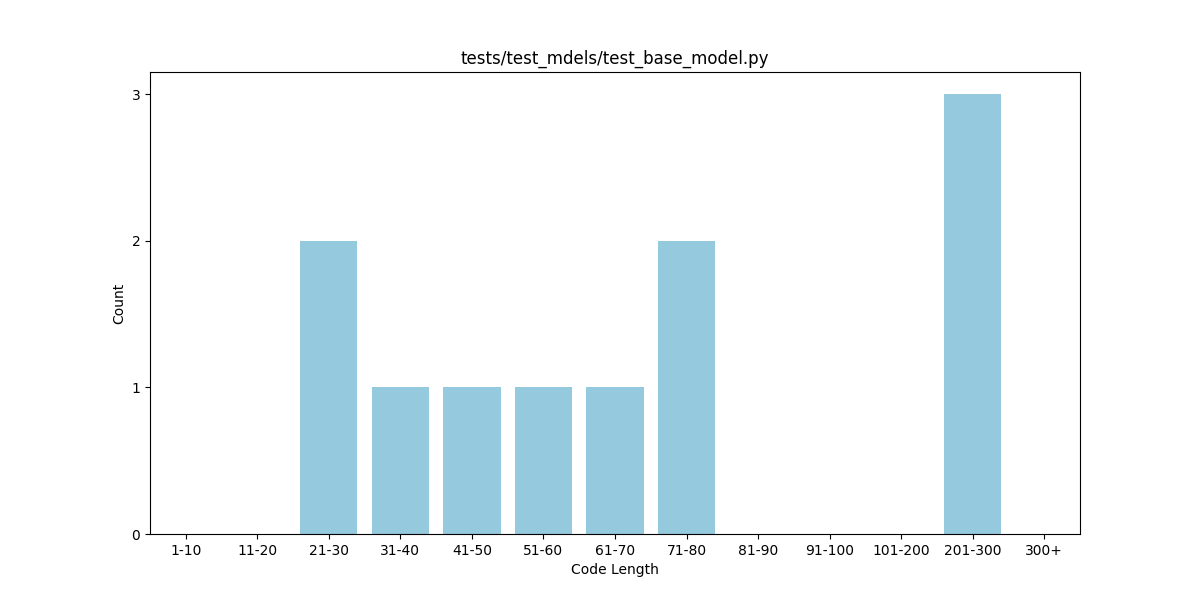 tests/test_mdels/test_base_model.py
3
2
1
0
Count
1-10 11-20 21-30 31-40 41-50 51-60 61-70 71-80 81-90 91-100 101-200 201-300 300+
Code Length